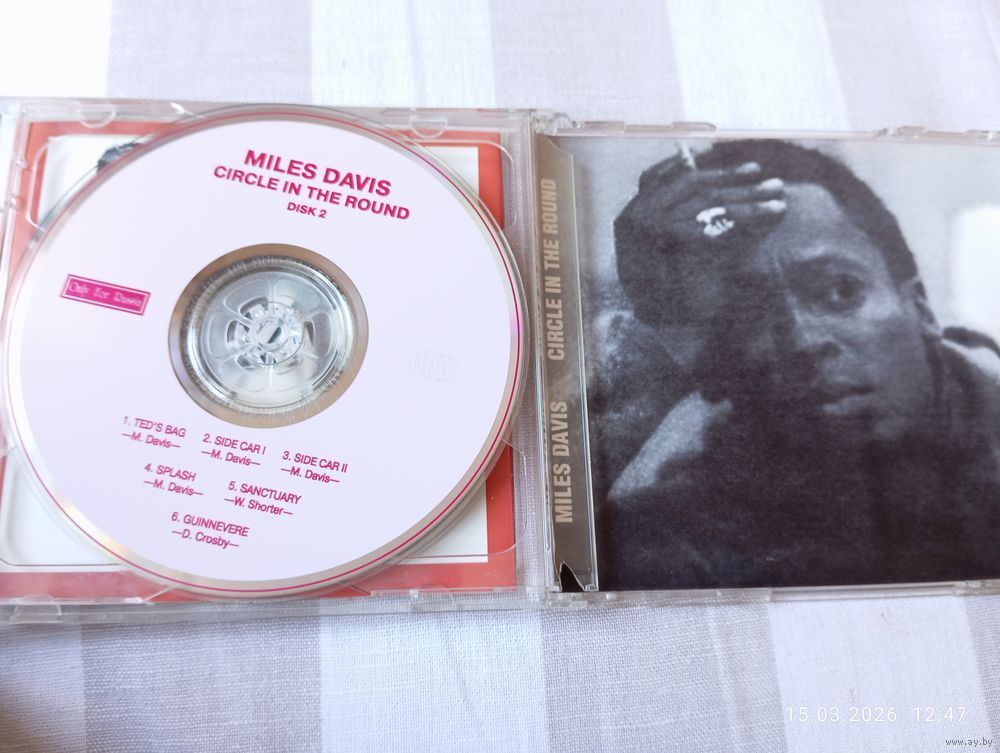 MILES DAVIS
CIRCLE IN THE ROUND
DISK 2
Only For Russia
1. TED'S BAG
—M. Davis—
2. SIDE CAR I
—M. Davis—
3. SIDE CAR II
—M. Davis—
4. SPLASH
—M. Davis—
5. SANCTUARY
—W. Shorter—
6. GUINNEVERE
—D. Crosby—
MILES DAVIS CIRCLE IN THE ROUND
15.03.2026 12:47
www.ay.by